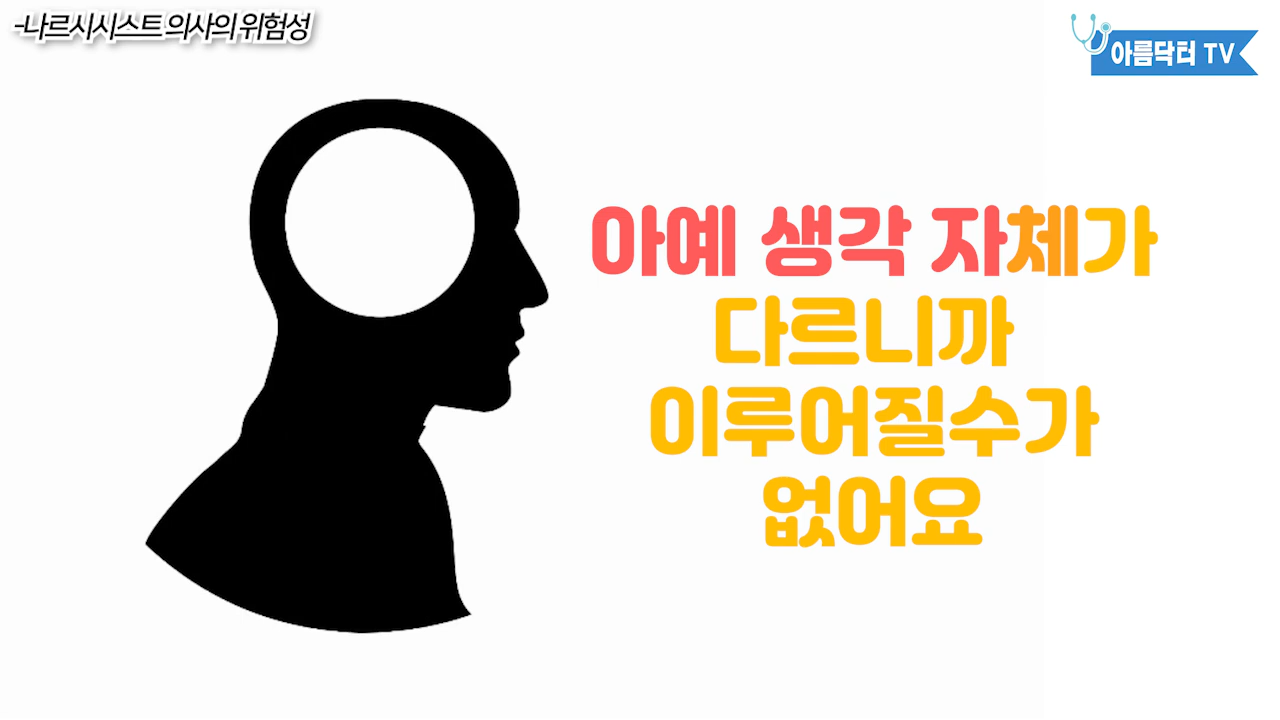 -나르시시스트 의사의 위험성
아름닥터 TV
아예 생각 자체가
다르니까
이루어질수가
없어요